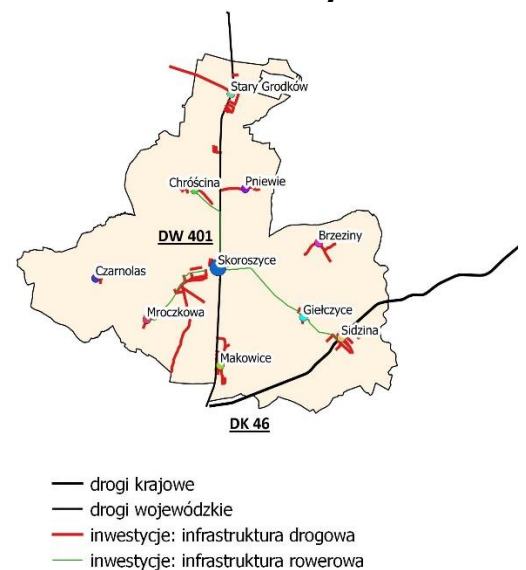 Stary Grodków
Chróścina
Pniewie
DW 401
Brzeziny
Skoroszyce
Czarnolas
Mroczkowa
Giełczyce
Sidzina
Makowice
DK 46
drogi krajowe
drogi wojewódzkie
inwestycje: infrastruktura drogowa
inwestycje: infrastruktura rowerowa